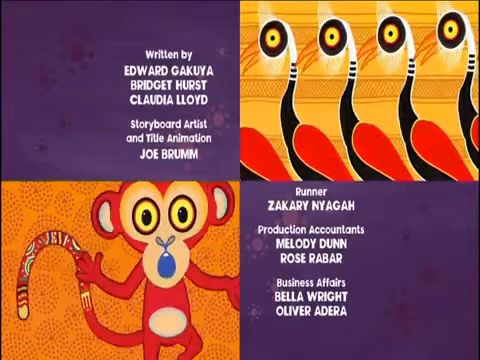 Written by
EDWARD GAKUYA
BRIDGET HURST
CLAUDIA LLOYD
Storyboard Artist
and Title Animation
JOE BRUMM
Runner
ZAKARY NYAGAH
Production Accountants
MELODY DUNN
ROSE RABAR
Business Affairs
BELLA WRIGHT
OLIVER ADERA